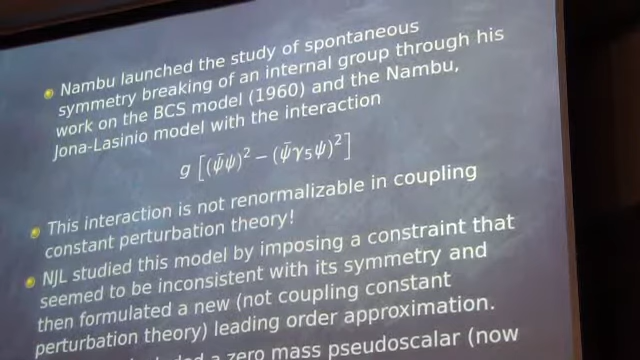 Nambu launched the study of spontaneous
symmetry breaking of an internal group through his
work on the BCS model (1960) and the Nambu,
Jona-Lasinio model with the interaction
g [(ψ̄ψ)² − (ψ̄γ₅ψ)²]
This interaction is not renormalizable in coupling
constant perturbation theory!
NJL studied this model by imposing a constraint that
seemed to be inconsistent with its symmetry and
then formulated a new (not coupling constant
perturbation theory) leading order approximation.
a zero mass pseudoscalar (now